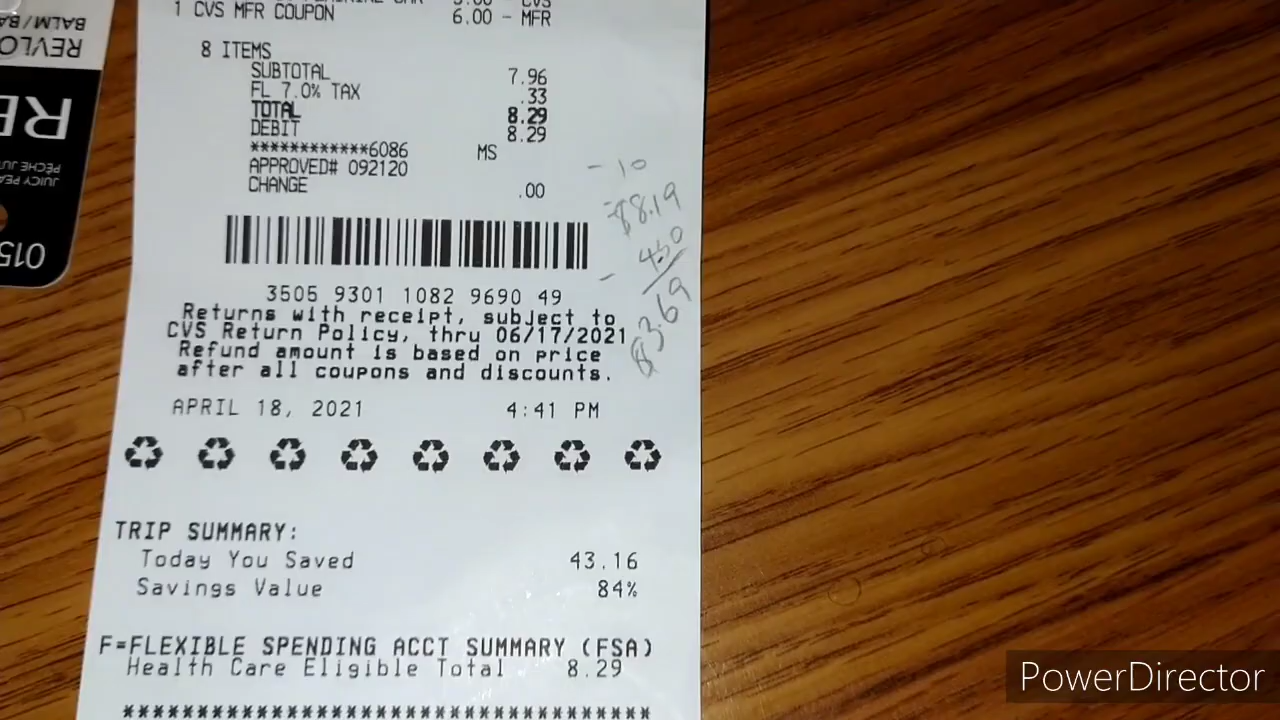 1 CVS MFR COUPON 6.00 - MFR
8 ITEMS
SUBTOTAL 7.96
FL 7.0% TAX .33
TOTAL 8.29
DEBIT 8.29
************6086 MS
APPROVED# 092120
CHANGE .00
- 10
$8.19
- 4.50
$3.69
3505 9301 1082 9690 49
Returns with receipt, subject to
CVS Return Policy, thru 06/17/2021
Refund amount is based on price
after all coupons and discounts.
APRIL 18, 2021 4:41 PM
TRIP SUMMARY:
Today You Saved 43.16
Savings Value 84%
F=FLEXIBLE SPENDING ACCT SUMMARY (FSA)
Health Care Eligible Total 8.29
**************************************
BALM/BA
REVLO
RE
015
PowerDirector